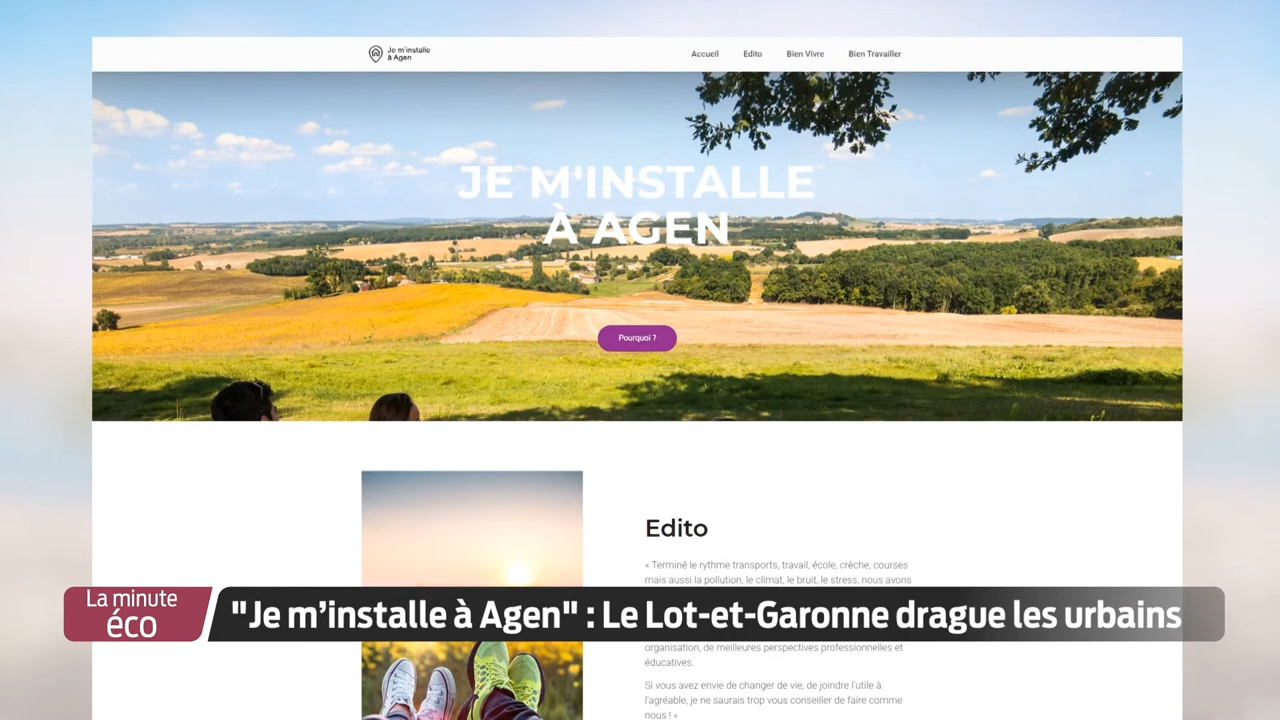 Je m'installe
à Agen
Accueil
Edito
Bien Vivre
Bien Travailler
JE M'INSTALLE
À AGEN
Pourquoi ?
Edito
« Terminé le rythme transports, travail, école, crèche, courses
mais aussi la pollution, le climat, le bruit, le stress, nous avons
La minute
éco
"Je m’installe à Agen" : Le Lot-et-Garonne drague les urbains
organisation, de meilleures perspectives professionnelles et
éducatives.
Si vous avez envie de changer de vie, de joindre l'utile à
l'agréable, je ne saurais trop vous conseiller de faire comme
nous ! »